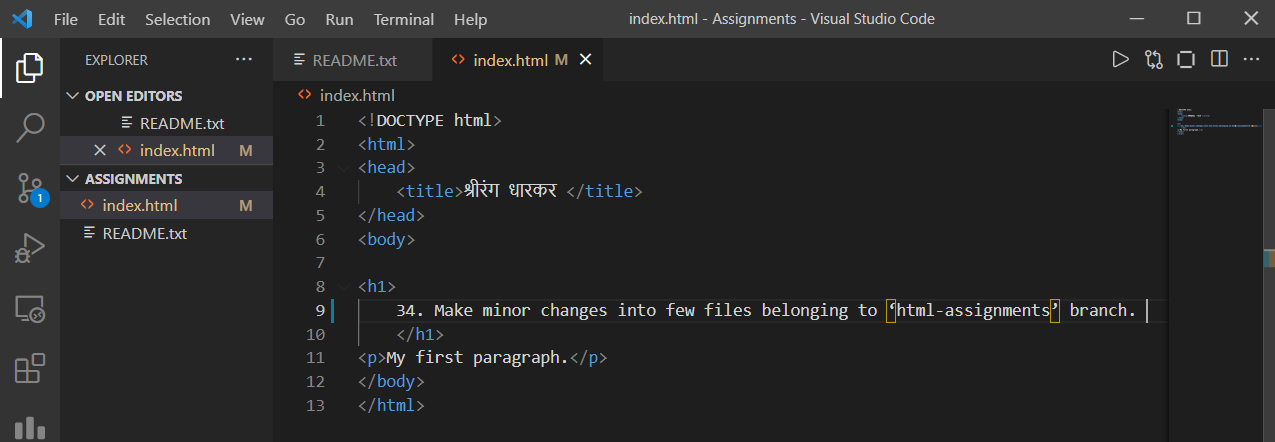 File Edit Selection View Go Run Terminal Help index.html - Assignments - Visual Studio Code
EXPLORER
OPEN EDITORS
README.txt
index.html M
ASSIGNMENTS
index.html M
README.txt
1
README.txt index.html M
index.html
1 <!DOCTYPE html>
2 <html>
3 <head>
4 <title>श्रीरंग धारकर </title>
5 </head>
6 <body>
7
8 <h1>
9 34. Make minor changes into few files belonging to ‘html-assignments’ branch.
10 </h1>
11 <p>My first paragraph.</p>
12 </body>
13 </html>